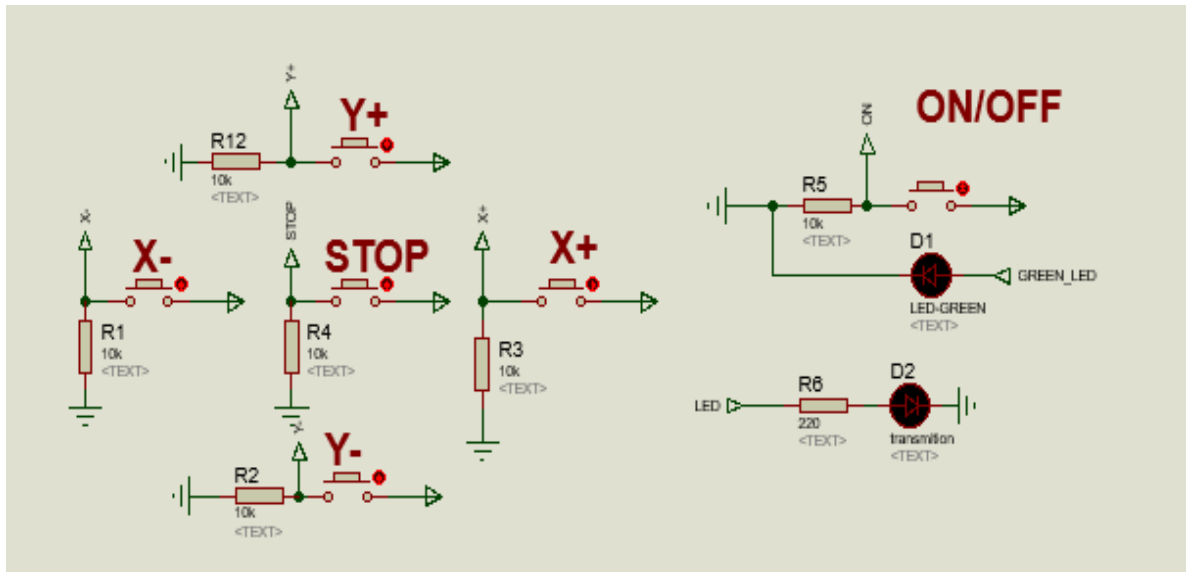 Y+
R12
10k
<TEXT>
Y+
X-
X-
R1
10k
<TEXT>
STOP
STOP
R4
10k
<TEXT>
X+
X+
R3
10k
<TEXT>
Y-
Y-
R2
10k
<TEXT>
ON/OFF
ON
R5
10k
<TEXT>
D1
GREEN_LED
LED-GREEN
<TEXT>
LED
R6
220
<TEXT>
D2
transmition
<TEXT>